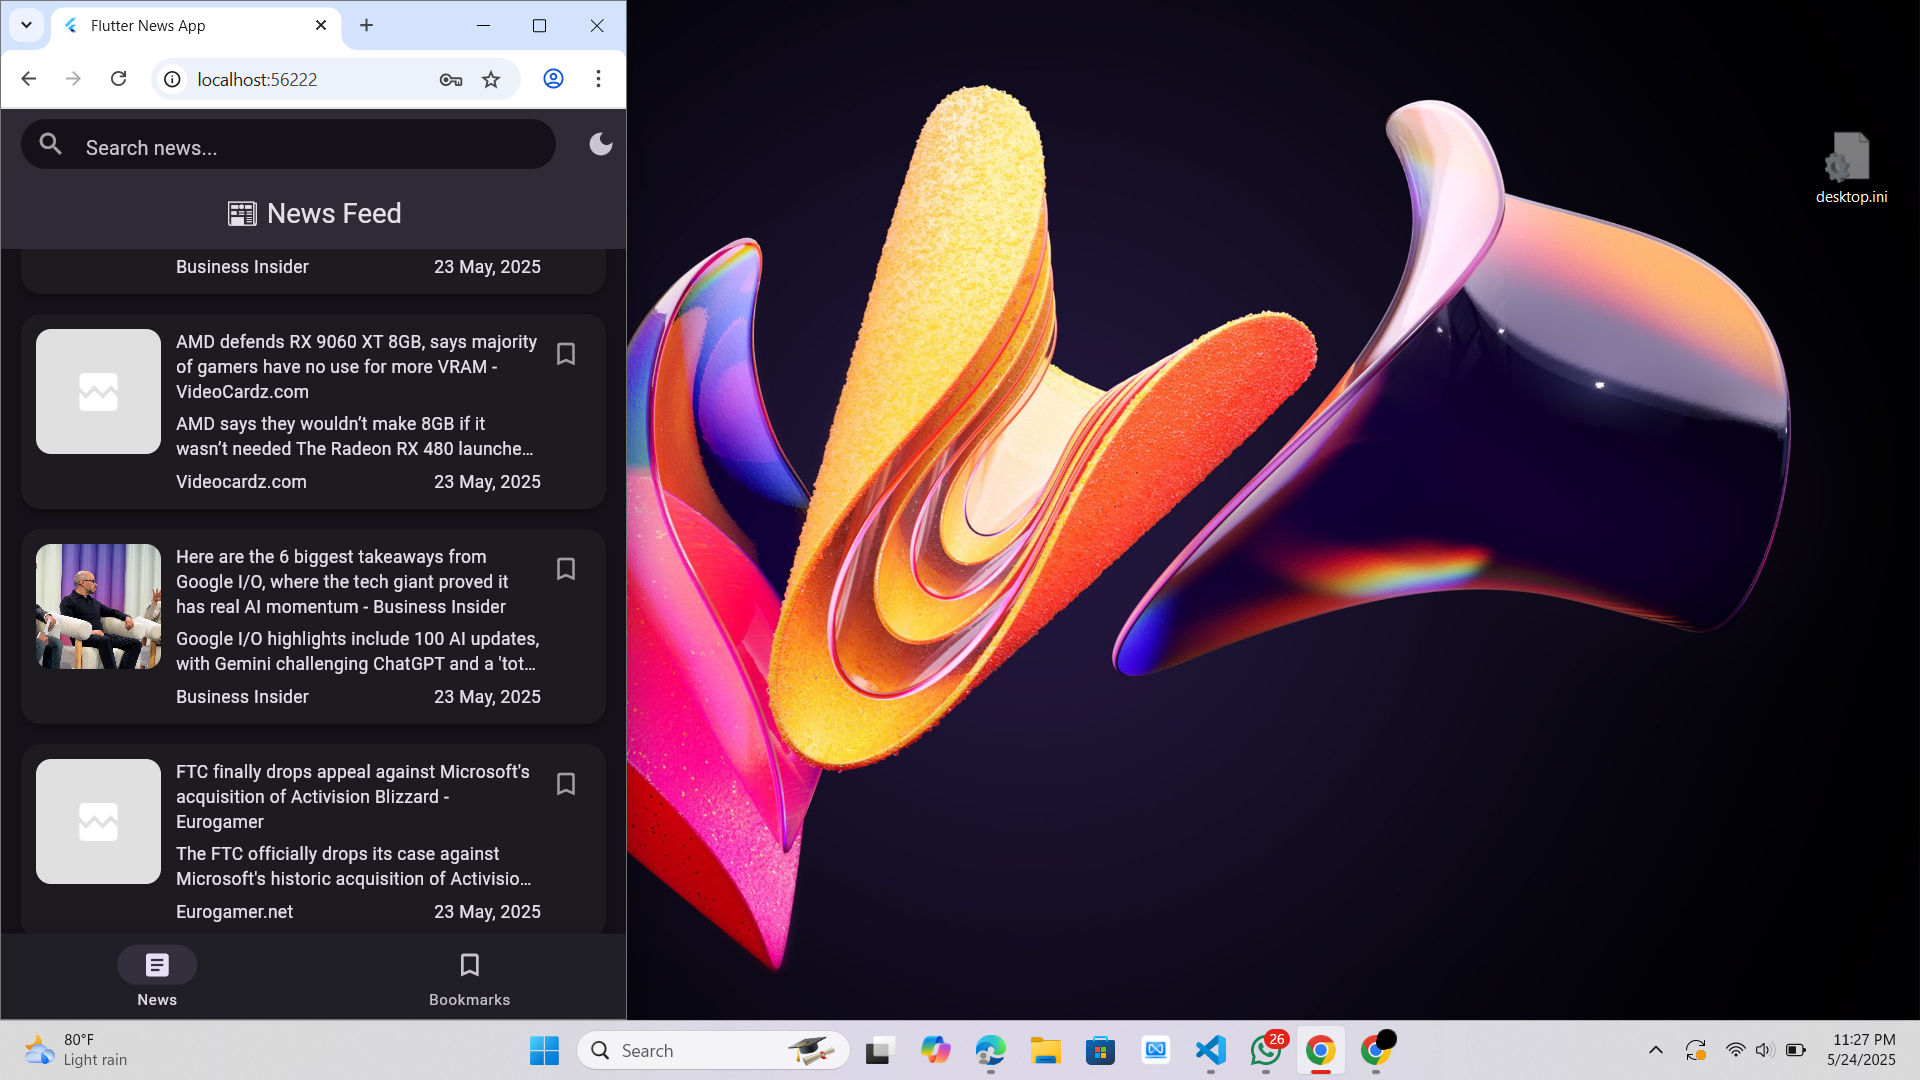 Flutter News App
localhost:56222
Search news...
News Feed
Business Insider 23 May, 2025
AMD defends RX 9060 XT 8GB, says majority
of gamers have no use for more VRAM -
VideoCardz.com
AMD says they wouldn’t make 8GB if it
wasn’t needed The Radeon RX 480 launche…
Videocardz.com 23 May, 2025
Here are the 6 biggest takeaways from
Google I/O, where the tech giant proved it
has real AI momentum - Business Insider
Google I/O highlights include 100 AI updates,
with Gemini challenging ChatGPT and a 'tot…
Business Insider 23 May, 2025
FTC finally drops appeal against Microsoft's
acquisition of Activision Blizzard -
Eurogamer
The FTC officially drops its case against
Microsoft's historic acquisition of Activisio…
Eurogamer.net 23 May, 2025
News
Bookmarks
desktop.ini
80°F
Light rain
Search
26
11:27 PM
5/24/2025